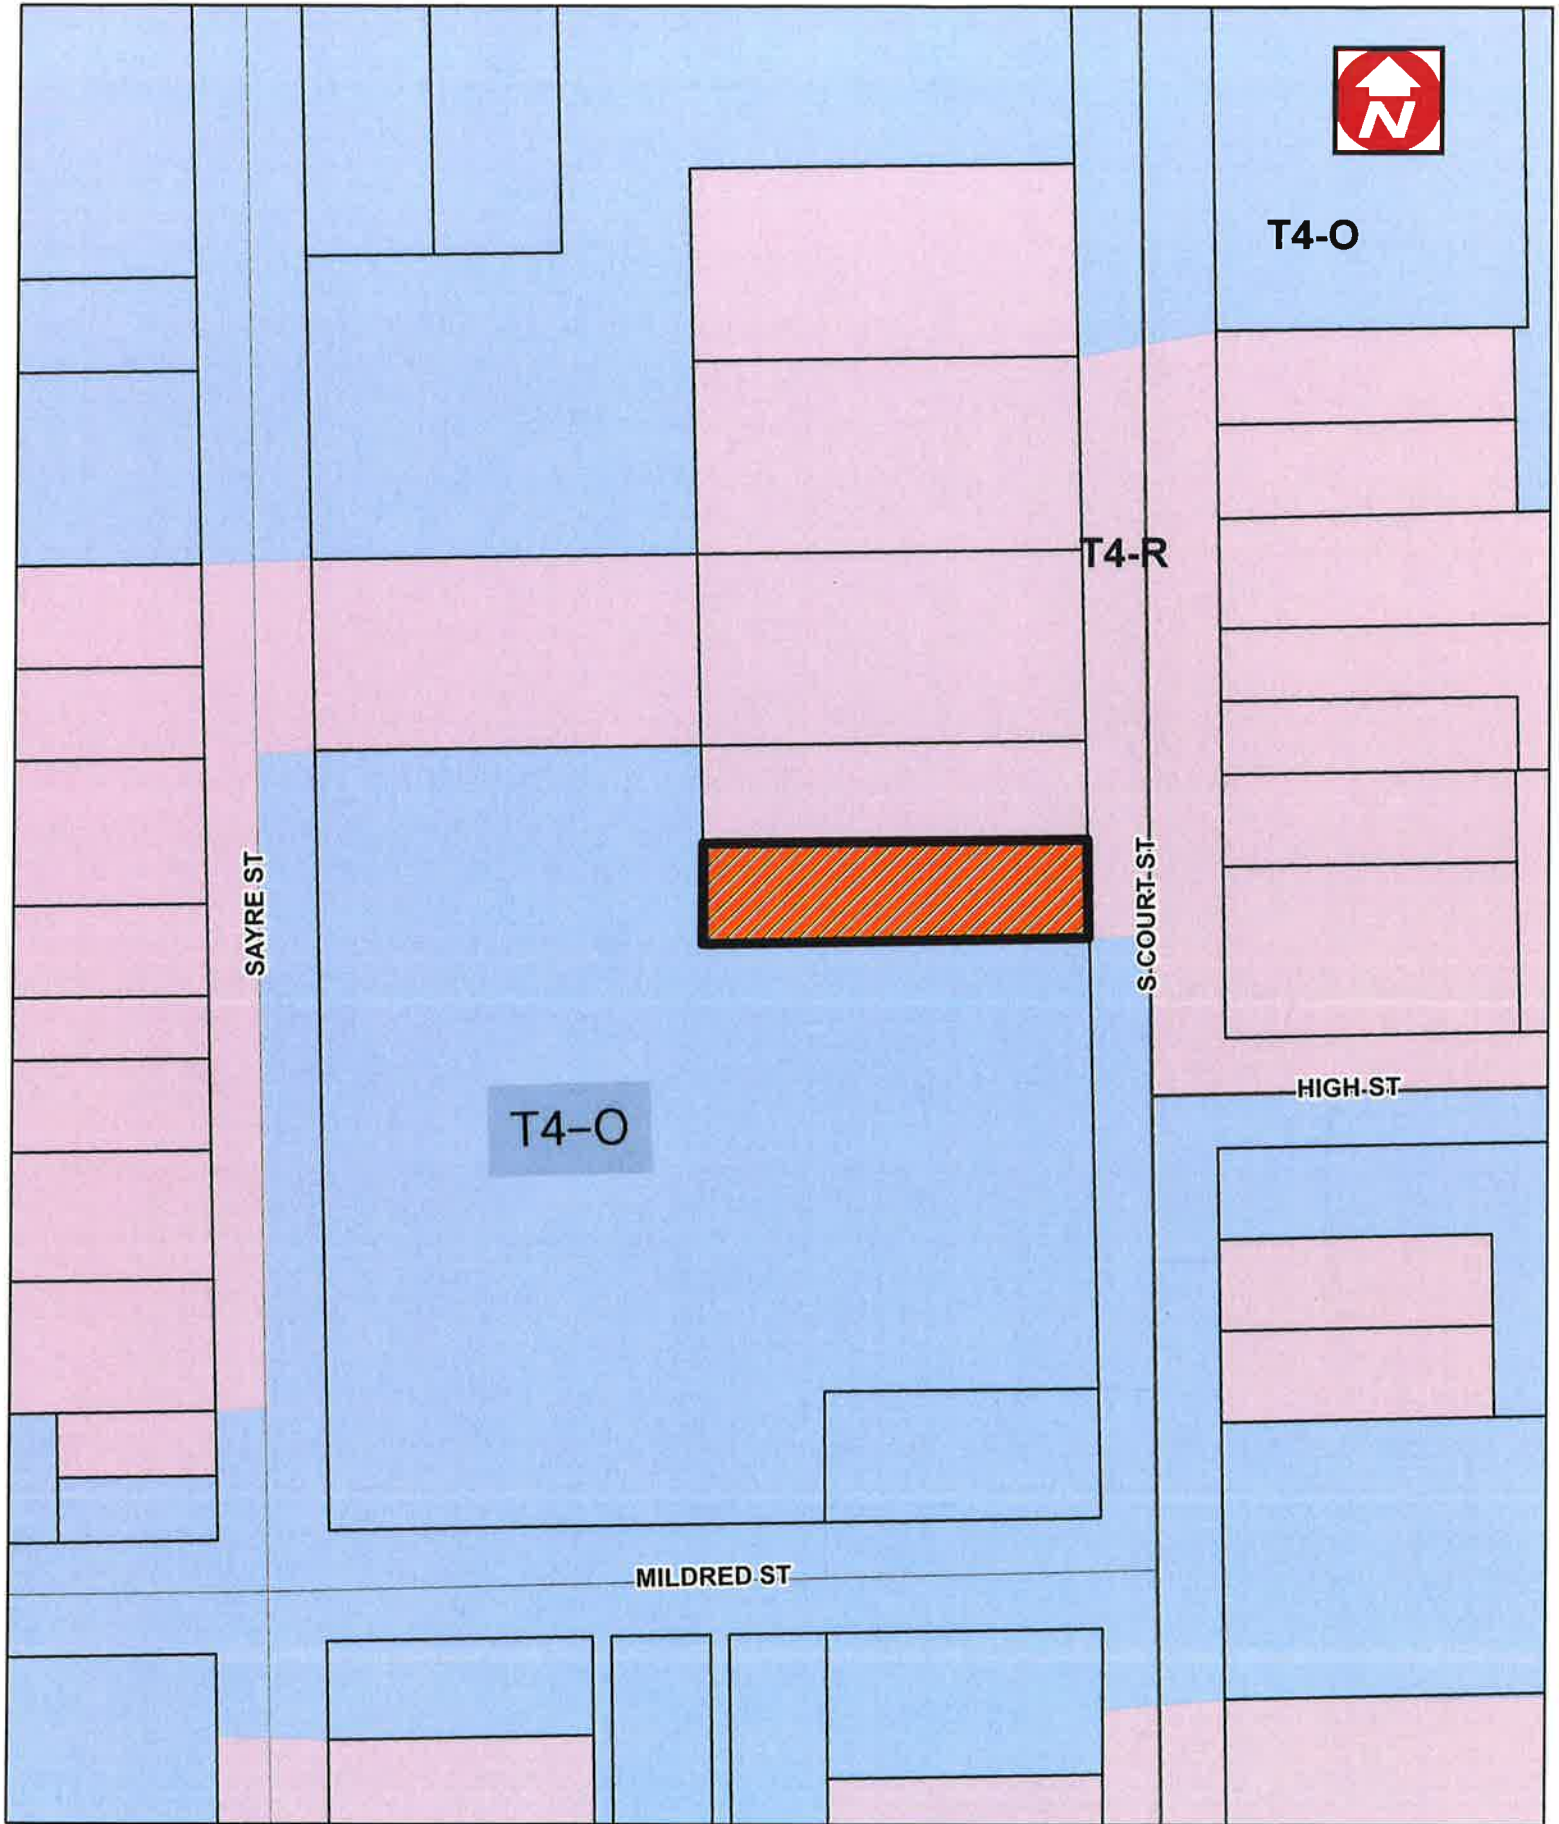 N
T4-O
T4-R
SAYRE ST
S COURT ST
HIGH ST
T4-O
MILDRED ST